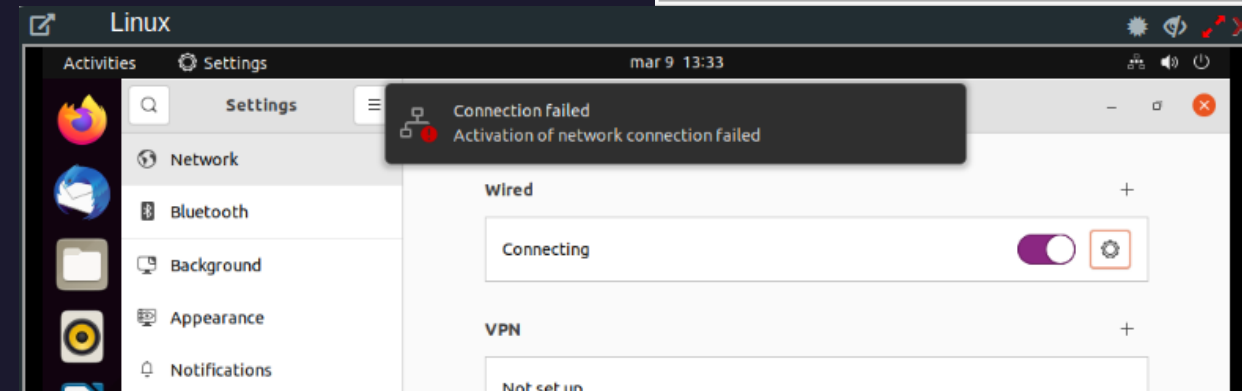 Linux
Activities Settings mar 9 13:33
Settings
Connection failed
Activation of network connection failed
Network
Bluetooth
Background
Appearance
Notifications
Wired
Connecting
VPN
Not set up